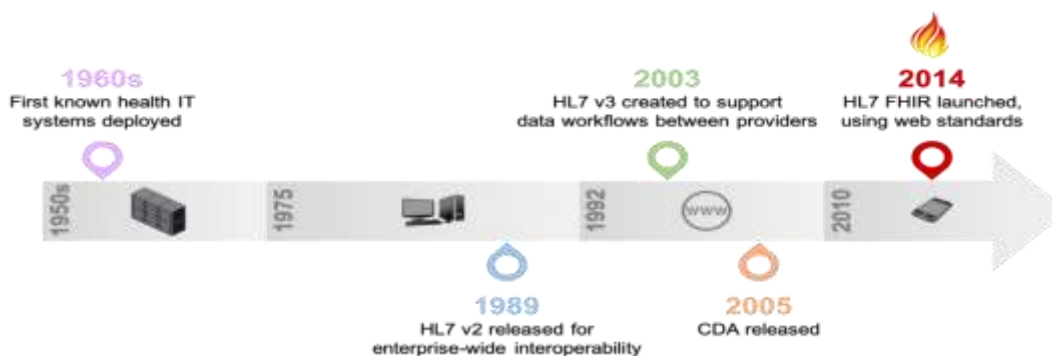 1960s
First known health IT
systems deployed
2003
HL7 v3 created to support
data workflows between providers
2014
HL7 FHIR launched,
using web standards
1950s
1975
1992
www
2010
1989
HL7 v2 released for
enterprise-wide interoperability
2005
CDA released